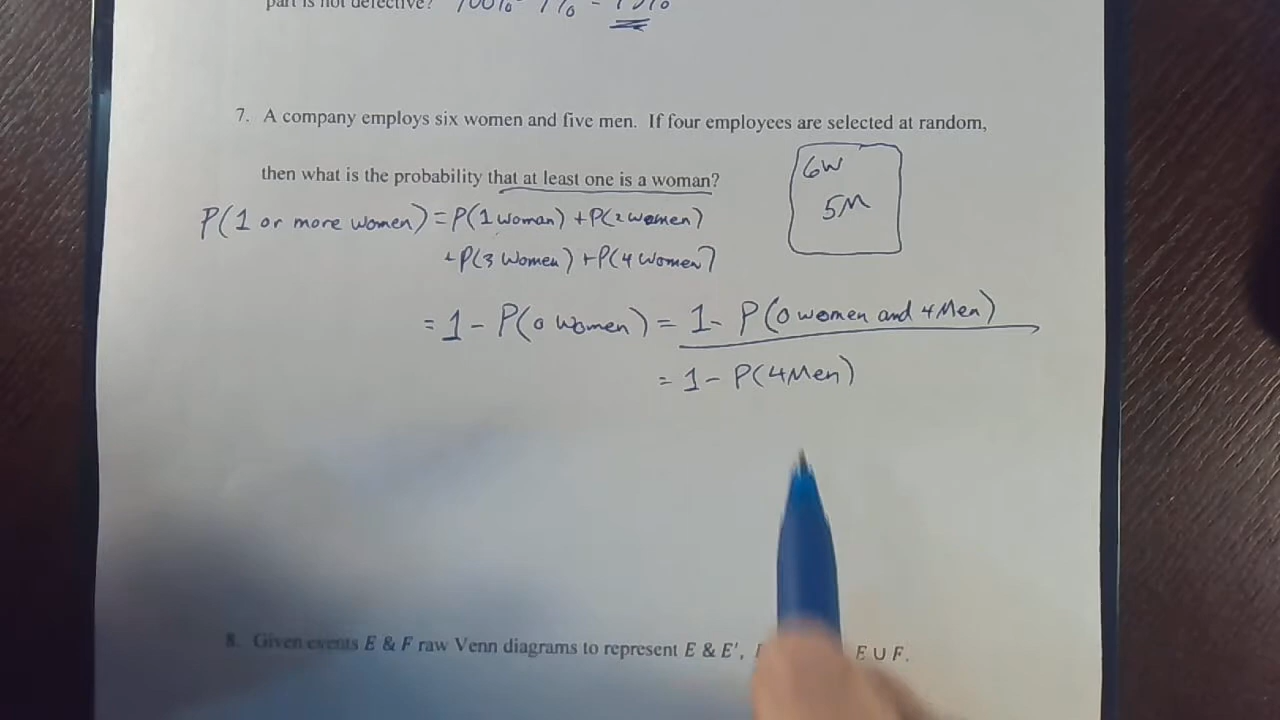 part is not defective? 100%
7. A company employs six women and five men. If four employees are selected at random,
6W
then what is the probability that at least one is a woman?
5M
P(1 or more women) = P(1 woman) + P(2 women)
+ P(3 women) + P(4 women)
= 1 - P(0 women) = 1 - P(0 women and 4 Men)
= 1 - P(4 Men)
8. Given events E & F raw Venn diagrams to represent E & E', E ∪ F.